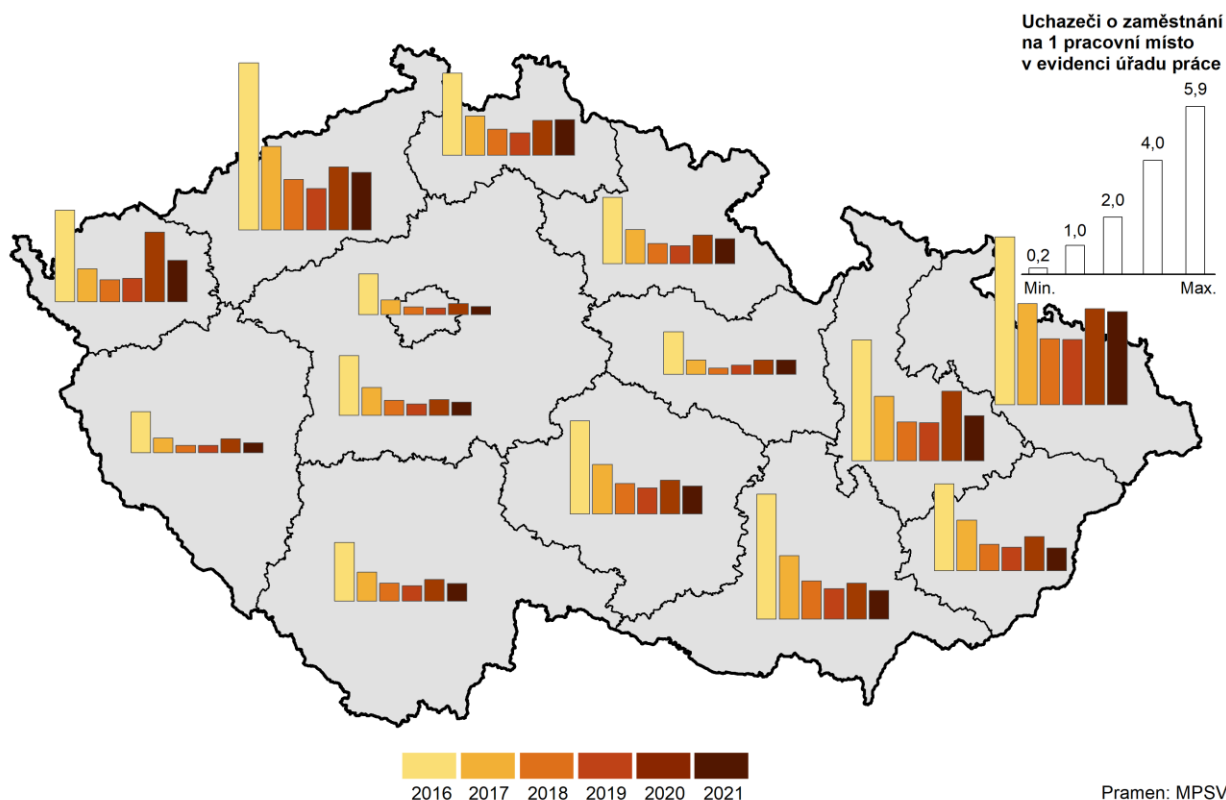 Uchazeči o zaměstnání
na 1 pracovní místo
v evidenci úřadu práce
5,9
4,0
2,0
1,0
0,2
Min.
Max.
2016 2017 2018 2019 2020 2021
Pramen: MPSV